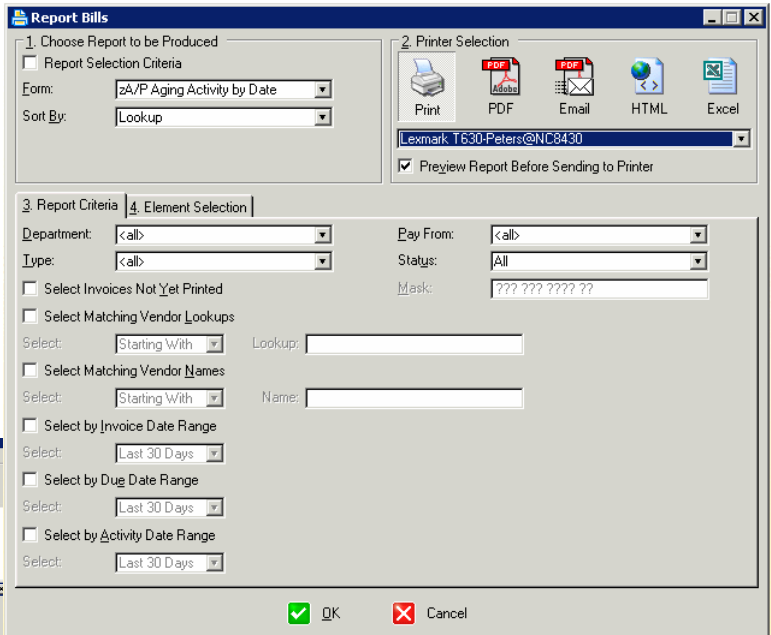 Report Bills
1. Choose Report to be Produced
Report Selection Criteria
Form: zA/P Aging Activity by Date
Sort By: Lookup
2. Printer Selection
PDF Adobe PDF
Print PDF Email HTML Excel
Lexmark T630-Peters@NC8430
Preview Report Before Sending to Printer
3. Report Criteria 4. Element Selection
Department: <all> Pay From: <all>
Type: <all> Status: All
Select Invoices Not Yet Printed Mask: ??? ??? ???? ??
Select Matching Vendor Lookups
Select: Starting With Lookup:
Select Matching Vendor Names
Select: Starting With Name:
Select by Invoice Date Range
Select: Last 30 Days
Select by Due Date Range
Select: Last 30 Days
Select by Activity Date Range
Select: Last 30 Days
OK Cancel